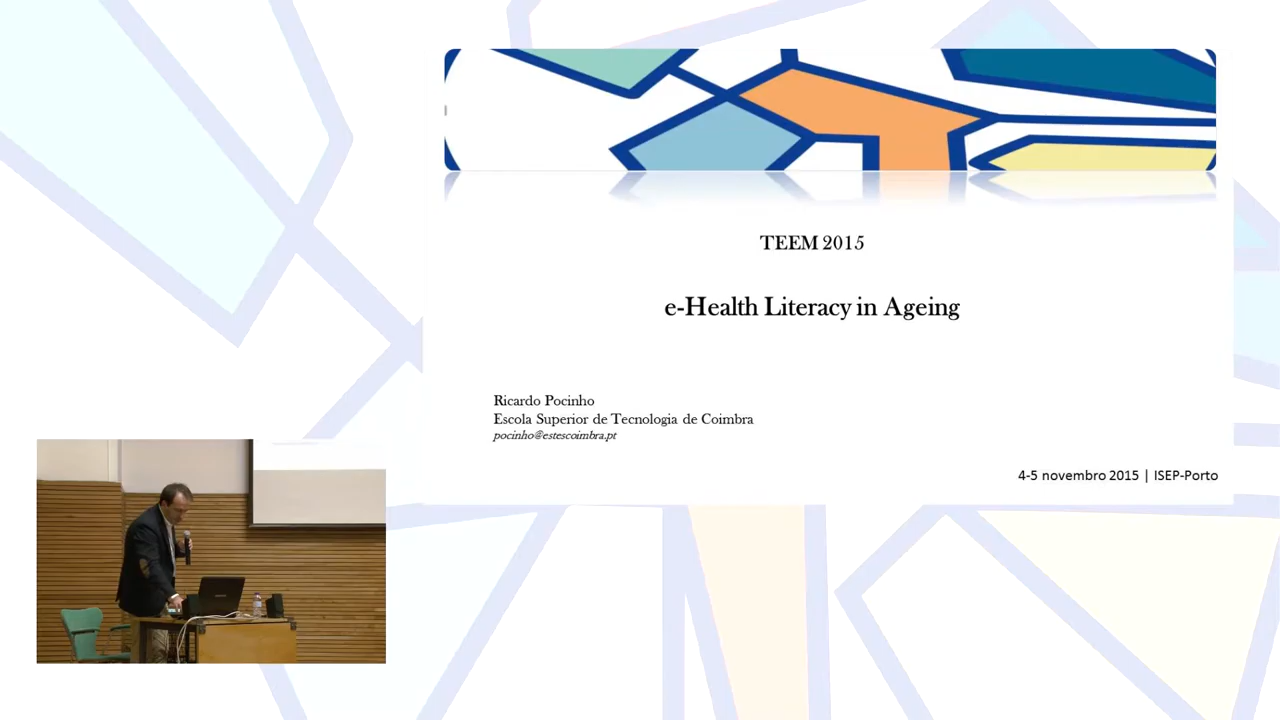 TEEM 2015
e-Health Literacy in Ageing
Ricardo Pocinho
Escola Superior de Tecnologia de Coimbra
pocinho@estescoimbra.pt
4-5 novembro 2015 | ISEP-Porto